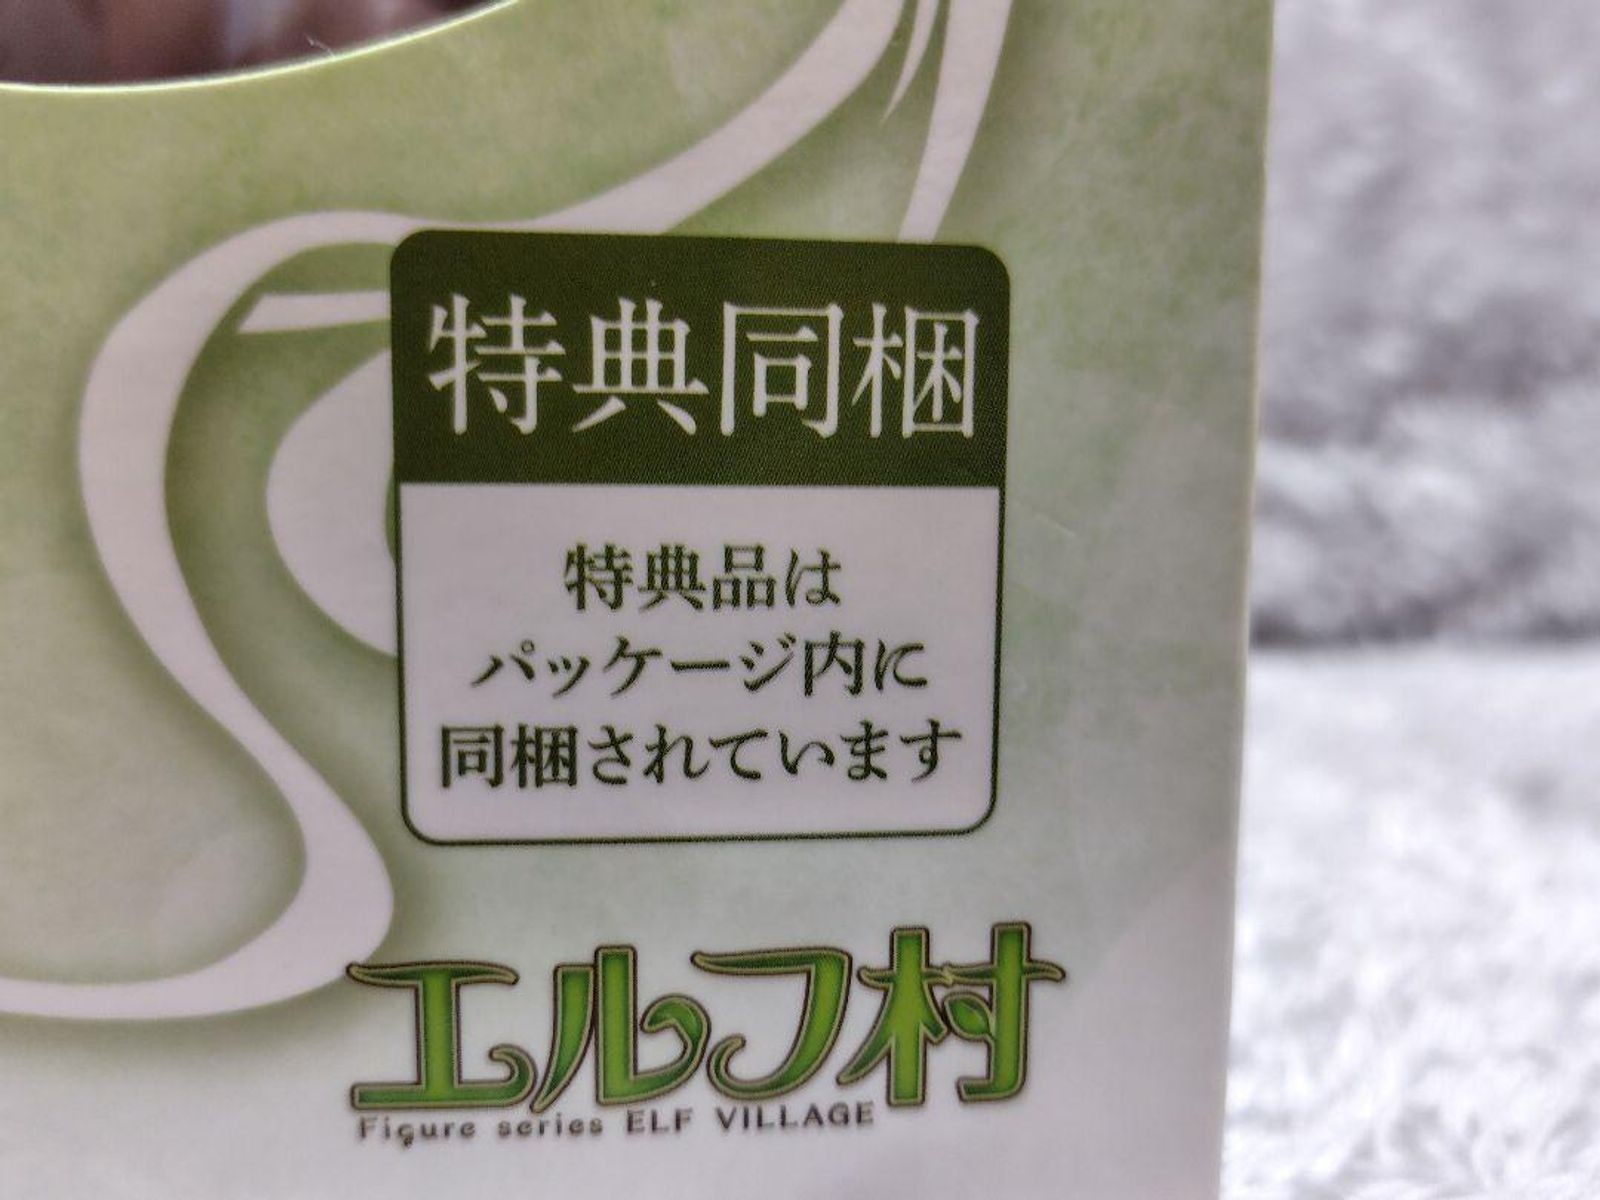 特典同梱
特典品は
パッケージ内に
同梱されています
エルフ村
Figure series ELF VILLAGE